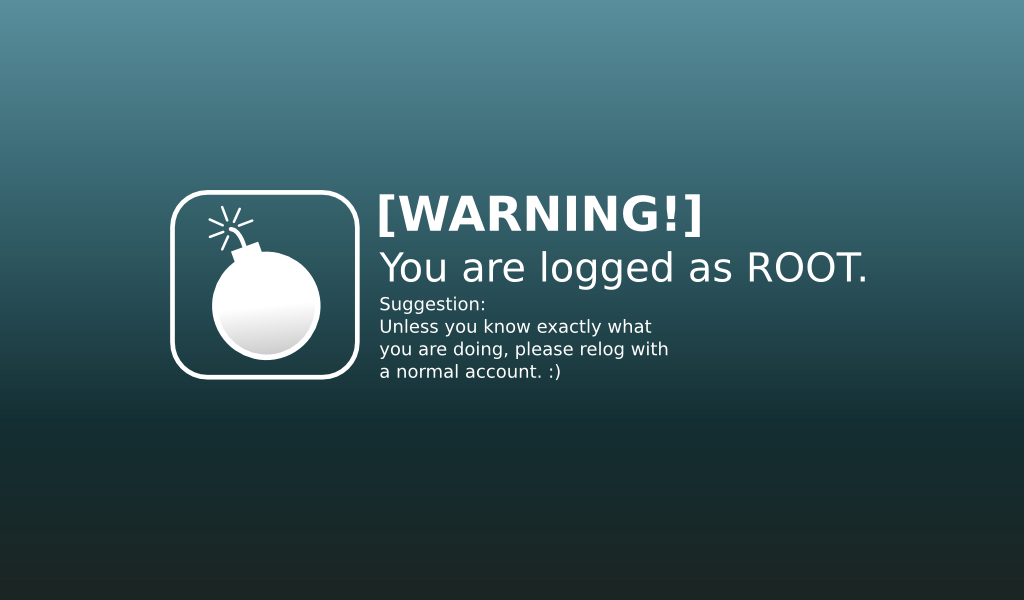 [WARNING!]
You are logged as ROOT.
Suggestion:
Unless you know exactly what
you are doing, please relog with
a normal account. :)